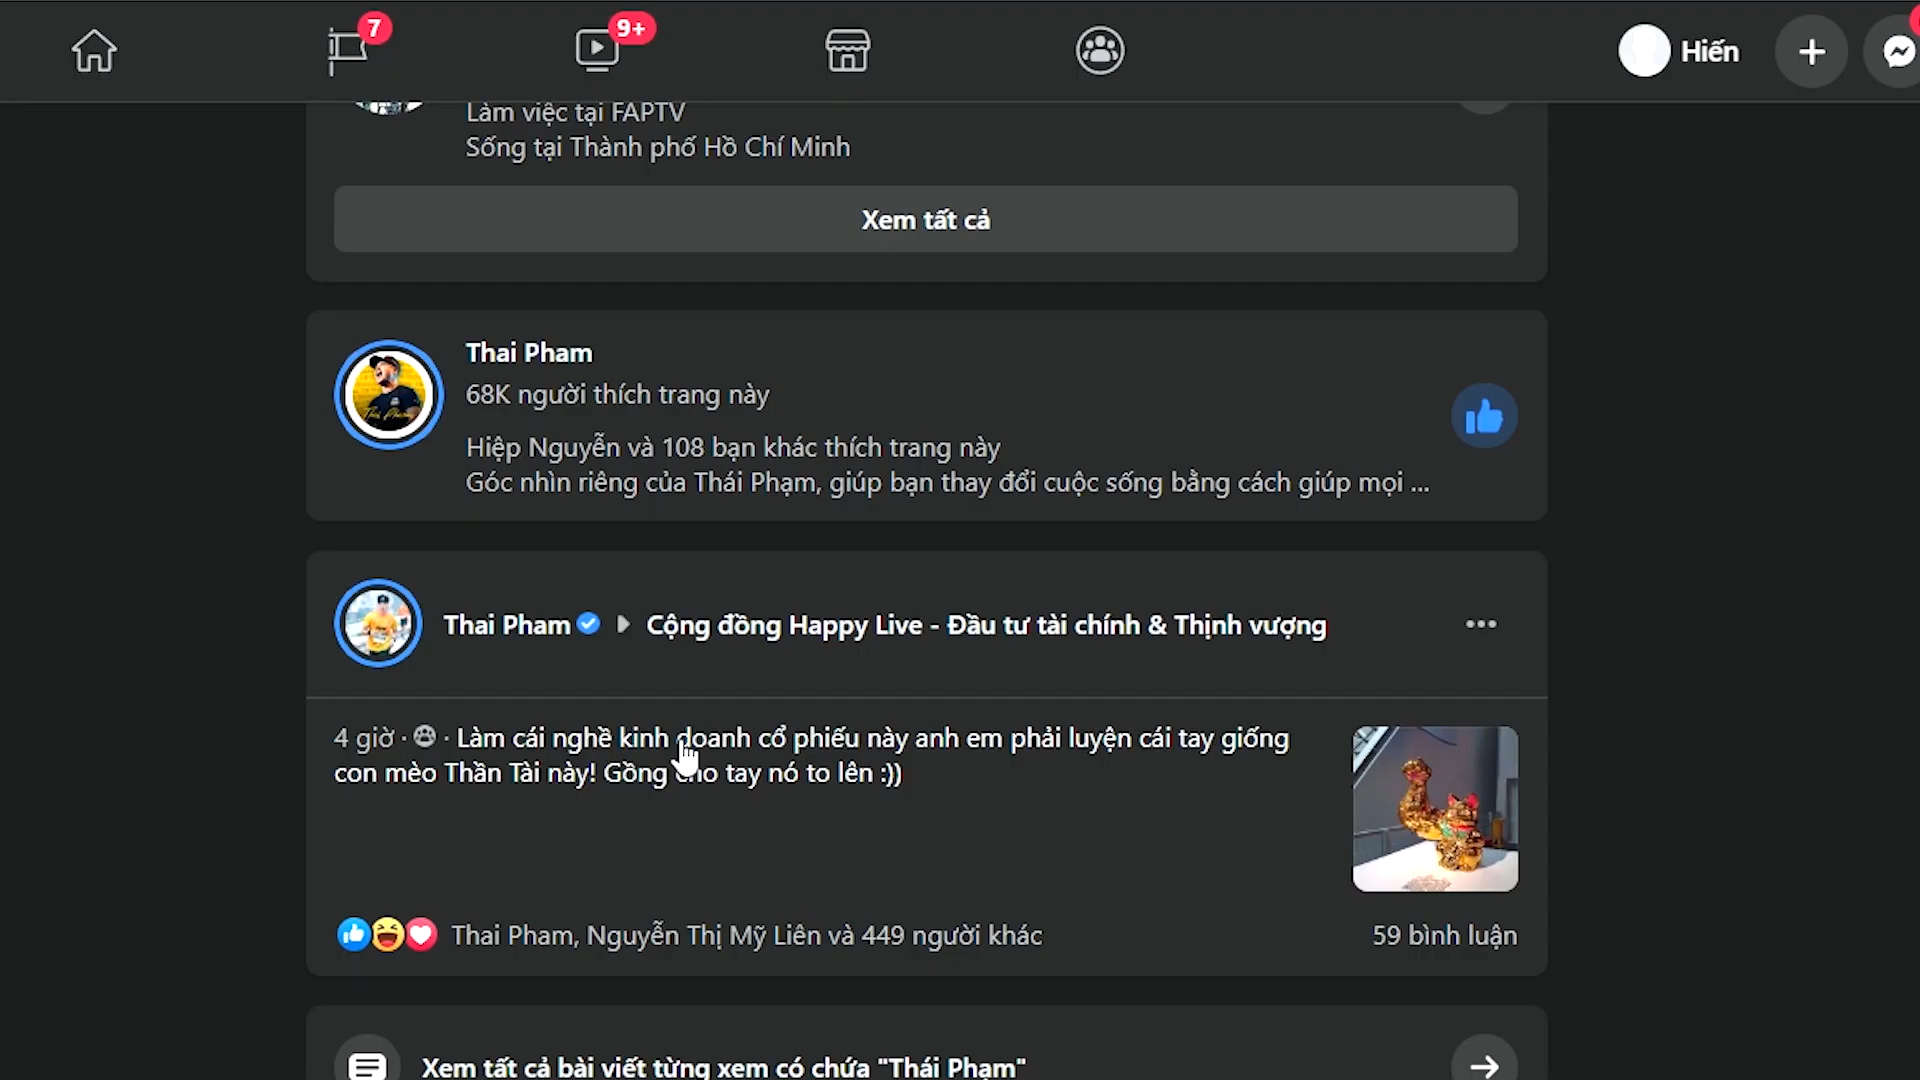 7
9+
Hiến
Làm việc tại FAPTV
Sống tại Thành phố Hồ Chí Minh
Xem tất cả
Thai Pham
68K người thích trang này
Hiệp Nguyễn và 108 bạn khác thích trang này
Góc nhìn riêng của Thái Phạm, giúp bạn thay đổi cuộc sống bằng cách giúp mọi ...
Thai Pham ▶ Cộng đồng Happy Live - Đầu tư tài chính & Thịnh vượng
4 giờ · Làm cái nghề kinh doanh cổ phiếu này anh em phải luyện cái tay giống
con mèo Thần Tài này! Gồng cho tay nó to lên :))
Thai Pham, Nguyễn Thị Mỹ Liên và 449 người khác
59 bình luận
Xem tất cả bài viết từng xem có chứa "Thái Phạm"